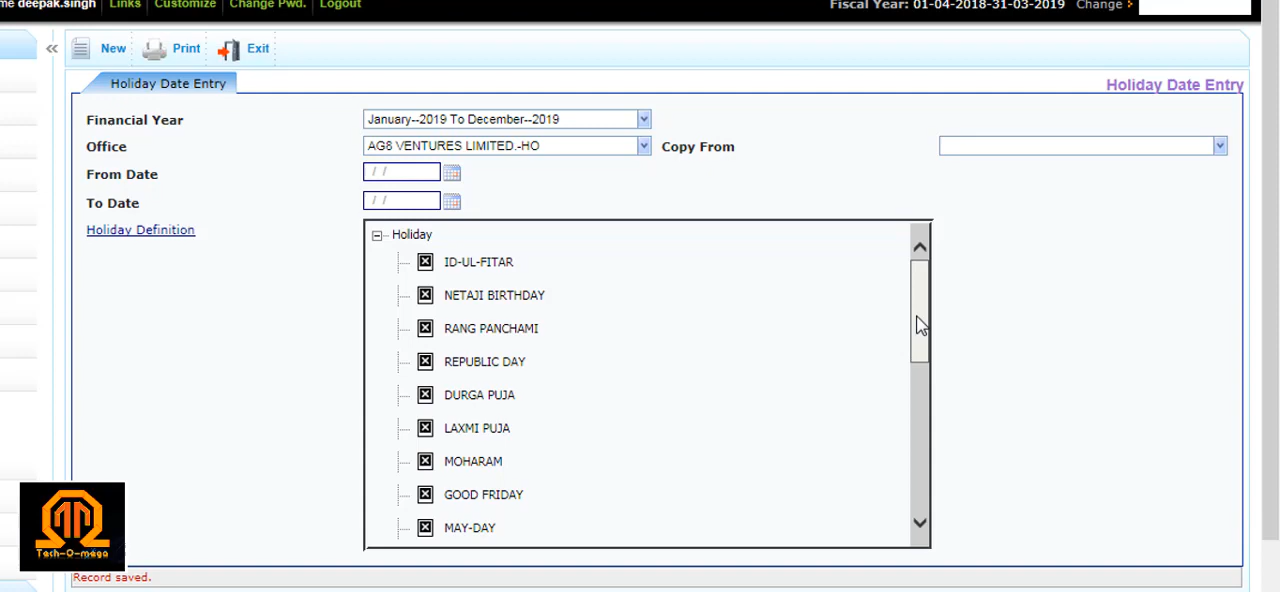 me deepak.singh Links Customize Change Pwd. Logout Fiscal Year: 01-04-2018-31-03-2019 Change
New Print Exit
Holiday Date Entry Holiday Date Entry
Financial Year January--2019 To December--2019
Office AG8 VENTURES LIMITED.-HO Copy From
From Date / /
To Date / /
Holiday Definition Holiday
ID-UL-FITAR
NETAJI BIRTHDAY
RANG PANCHAMI
REPUBLIC DAY
DURGA PUJA
LAXMI PUJA
MOHARAM
GOOD FRIDAY
MAY-DAY
Tech-O-mega
Record saved.